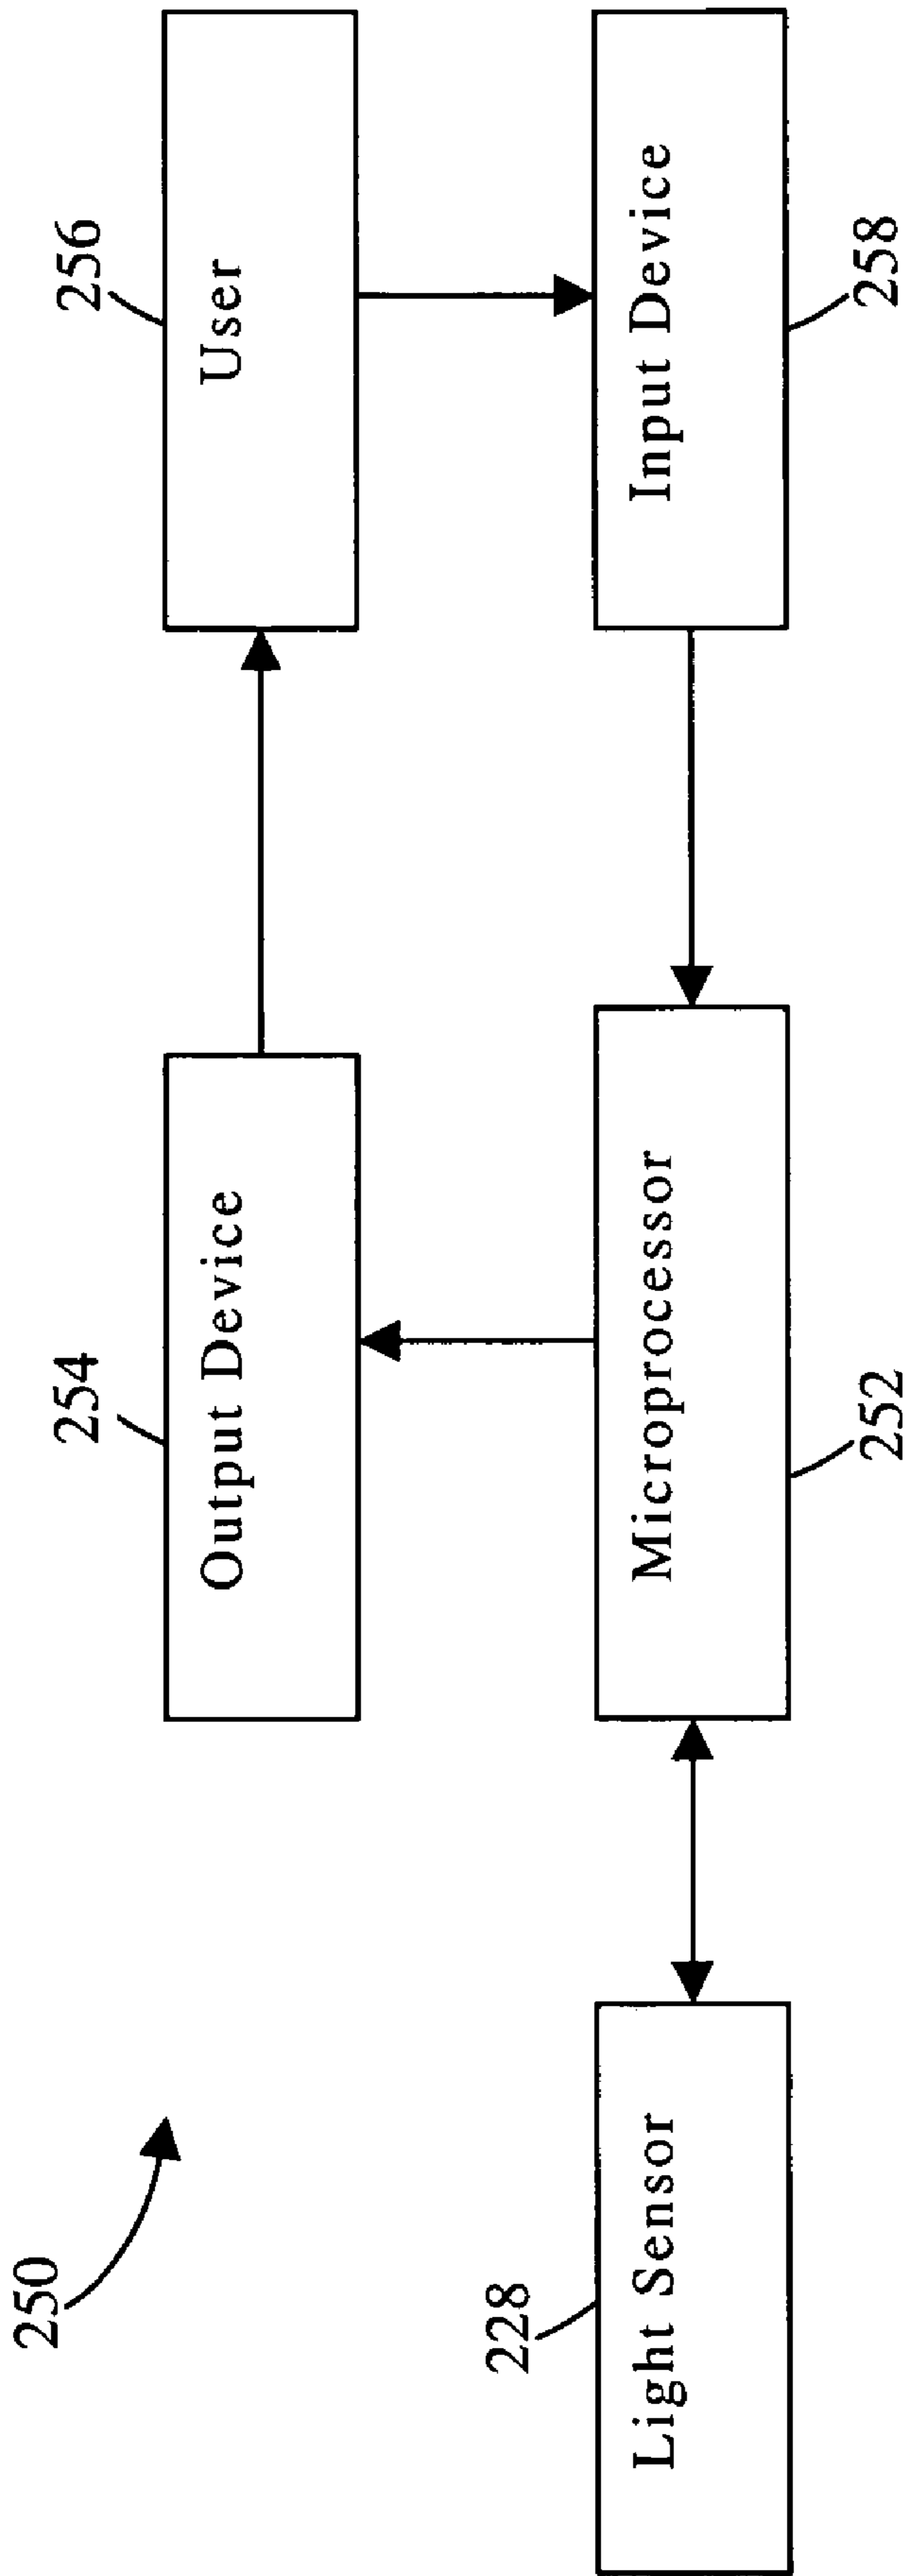 250
254
Output Device
256
User
228
Light Sensor
Microprocessor
252
Input Device
258